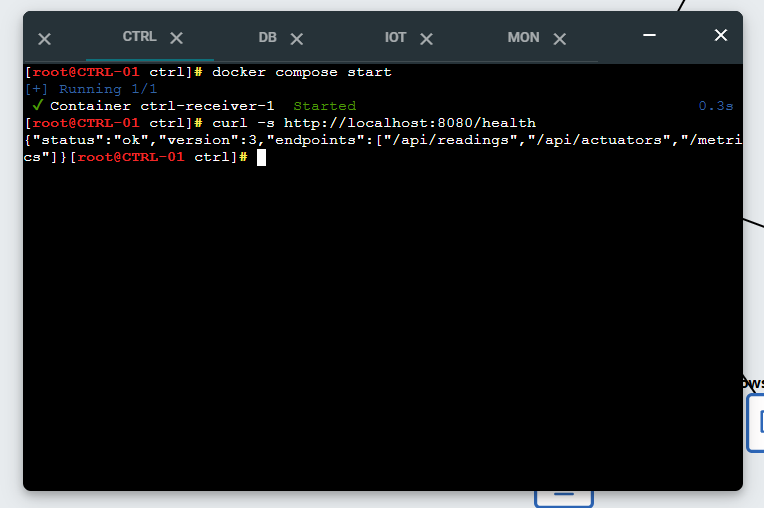 CTRL DB IOT MON
[root@CTRL-01 ctrl]# docker compose start
[+] Running 1/1
✓ Container ctrl-receiver-1 Started 0.3s
[root@CTRL-01 ctrl]# curl -s http://localhost:8080/health
{"status":"ok","version":3,"endpoints":["/api/readings","/api/actuators","/metri
cs"]}[root@CTRL-01 ctrl]#